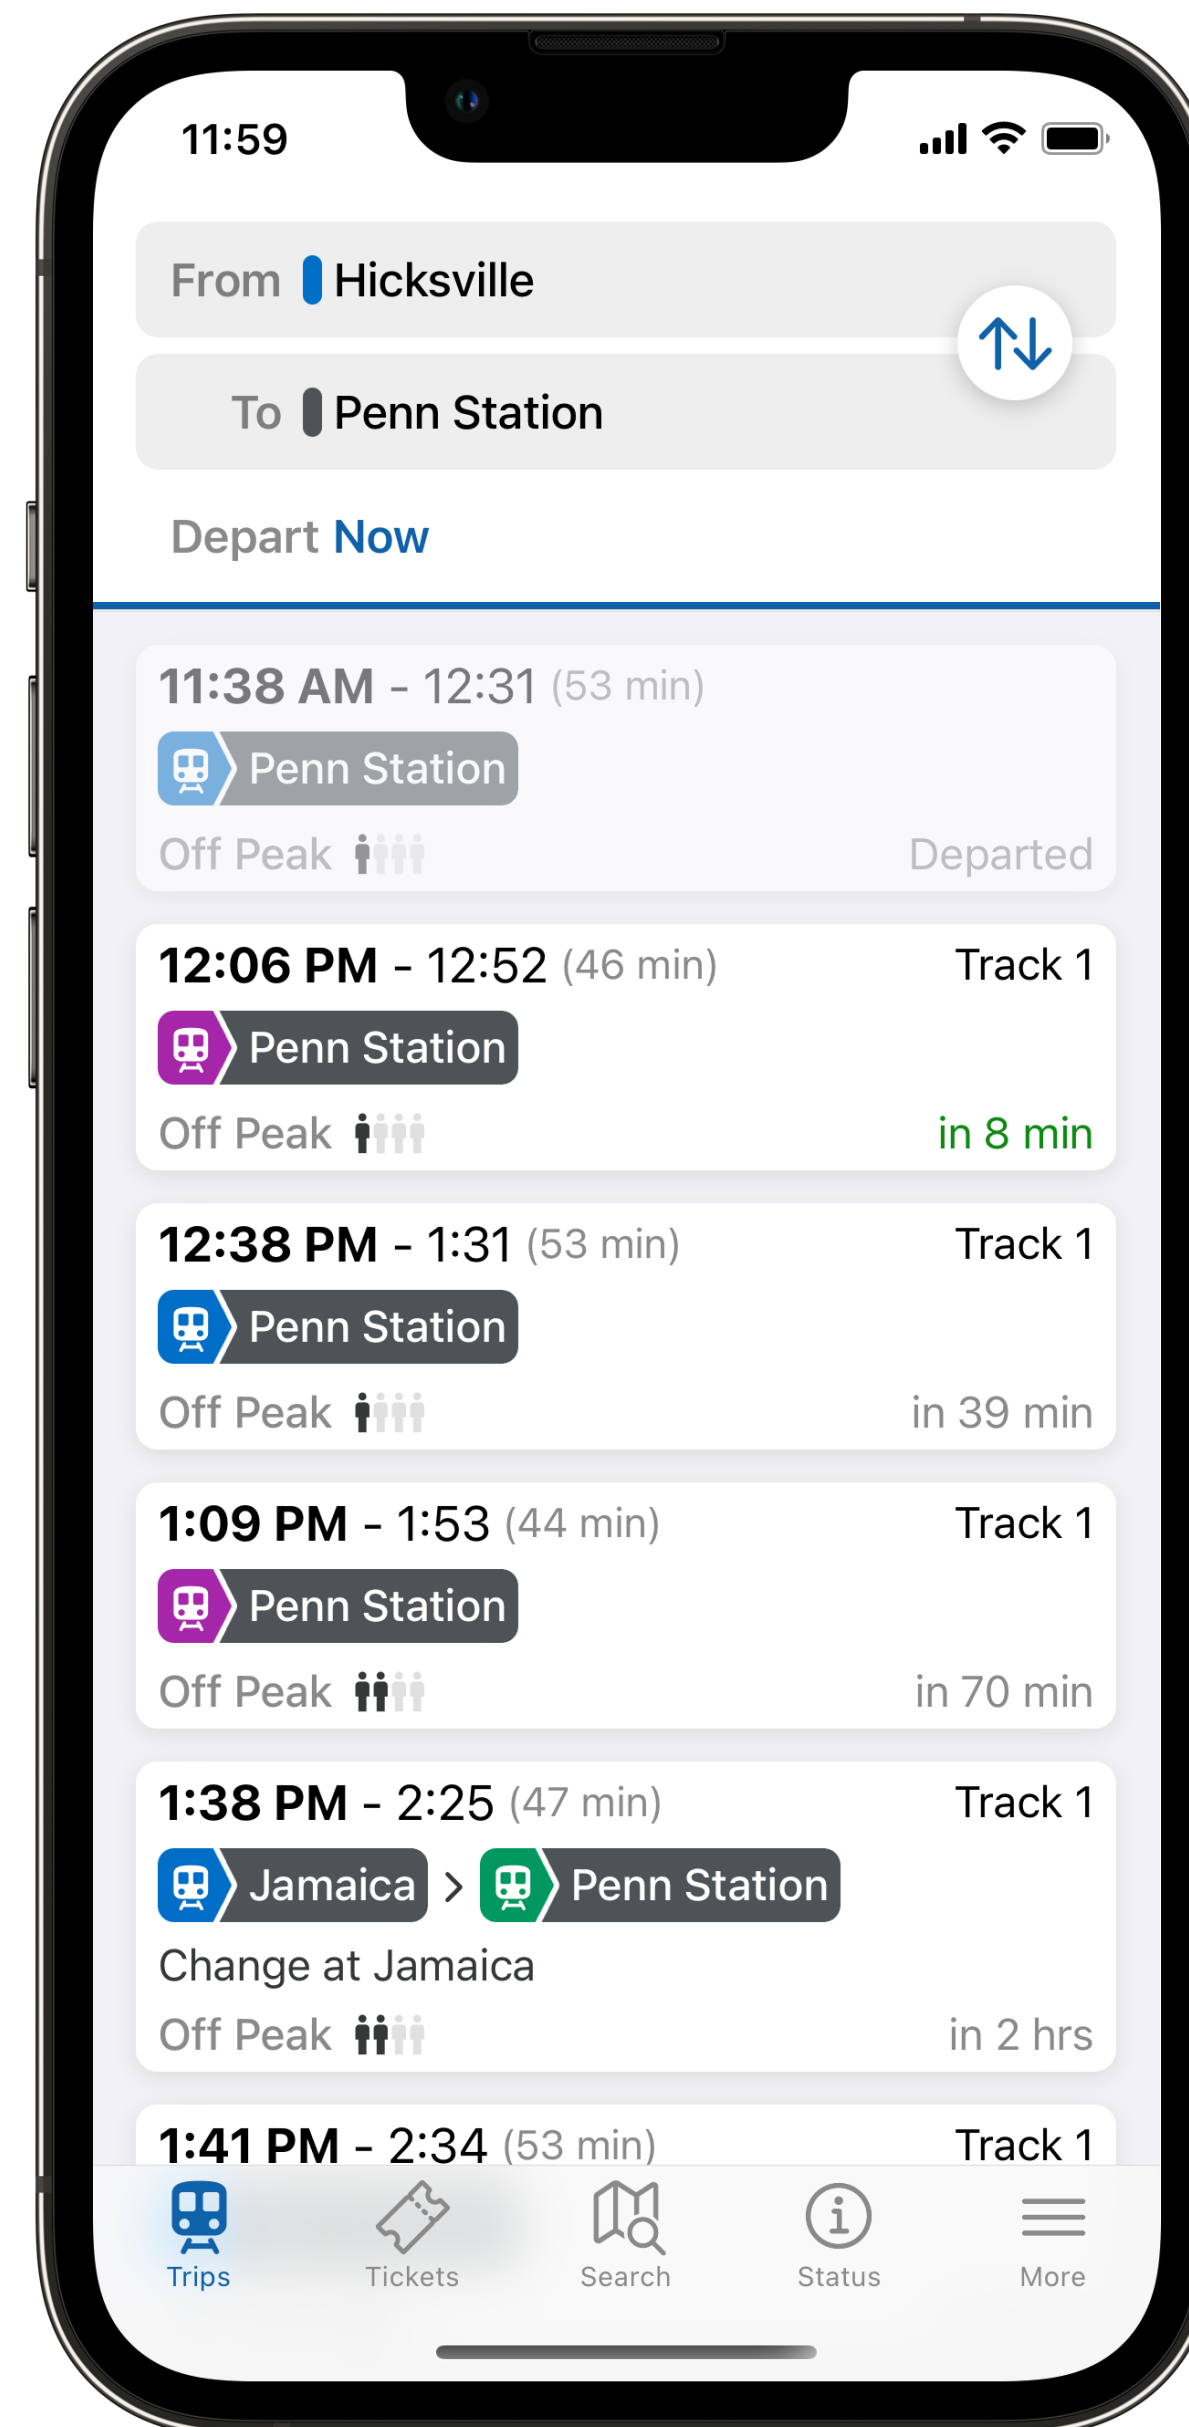 11:59
From Hicksville
To Penn Station
Depart Now
11:38 AM - 12:31 (53 min)
Penn Station
Off Peak Departed
12:06 PM - 12:52 (46 min) Track 1
Penn Station
Off Peak in 8 min
12:38 PM - 1:31 (53 min) Track 1
Penn Station
Off Peak in 39 min
1:09 PM - 1:53 (44 min) Track 1
Penn Station
Off Peak in 70 min
1:38 PM - 2:25 (47 min) Track 1
Jamaica > Penn Station
Change at Jamaica
Off Peak in 2 hrs
1:41 PM - 2:34 (53 min) Track 1
Trips Tickets Search Status More